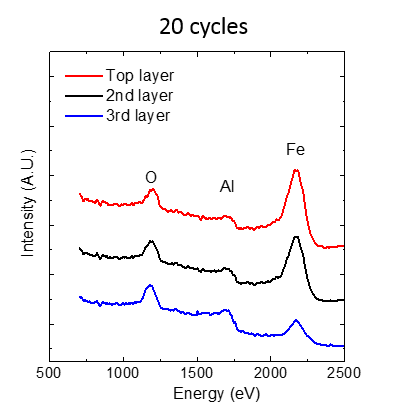 20 cycles
Top layer
2nd layer
3rd layer
Fe
O
Al
Intensity (A.U.)
500 1000 1500 2000 2500
Energy (eV)